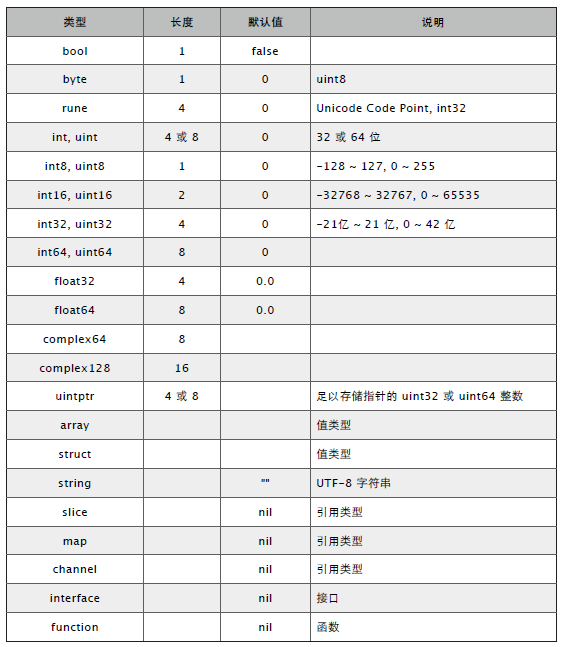 类型 长度 默认值 说明
bool 1 false
byte 1 0 uint8
rune 4 0 Unicode Code Point, int32
int, uint 4 或 8 0 32 或 64 位
int8, uint8 1 0 -128 ~ 127, 0 ~ 255
int16, uint16 2 0 -32768 ~ 32767, 0 ~ 65535
int32, uint32 4 0 -21亿 ~ 21 亿, 0 ~ 42 亿
int64, uint64 8 0
float32 4 0.0
float64 8 0.0
complex64 8
complex128 16
uintptr 4 或 8 足以存储指针的 uint32 或 uint64 整数
array 值类型
struct 值类型
string "" UTF-8 字符串
slice nil 引用类型
map nil 引用类型
channel nil 引用类型
interface nil 接口
function nil 函数